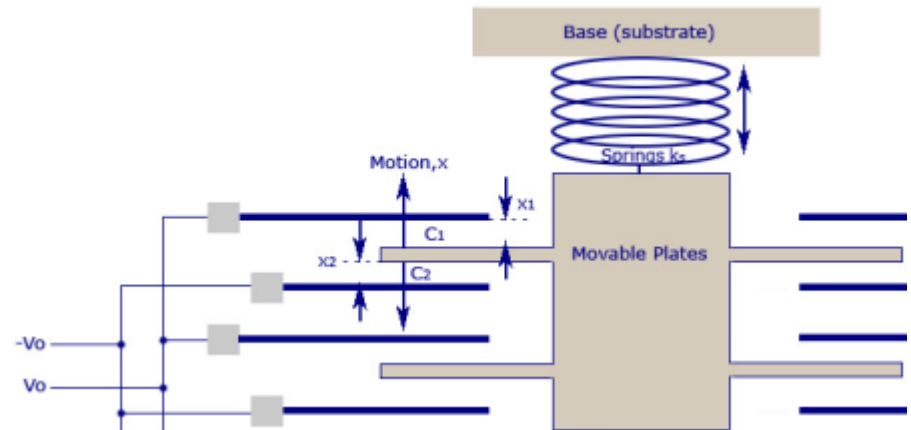 Base (substrate)
Springs ks
Motion,x
x1
C1
x2
Movable Plates
C2
-Vo
Vo